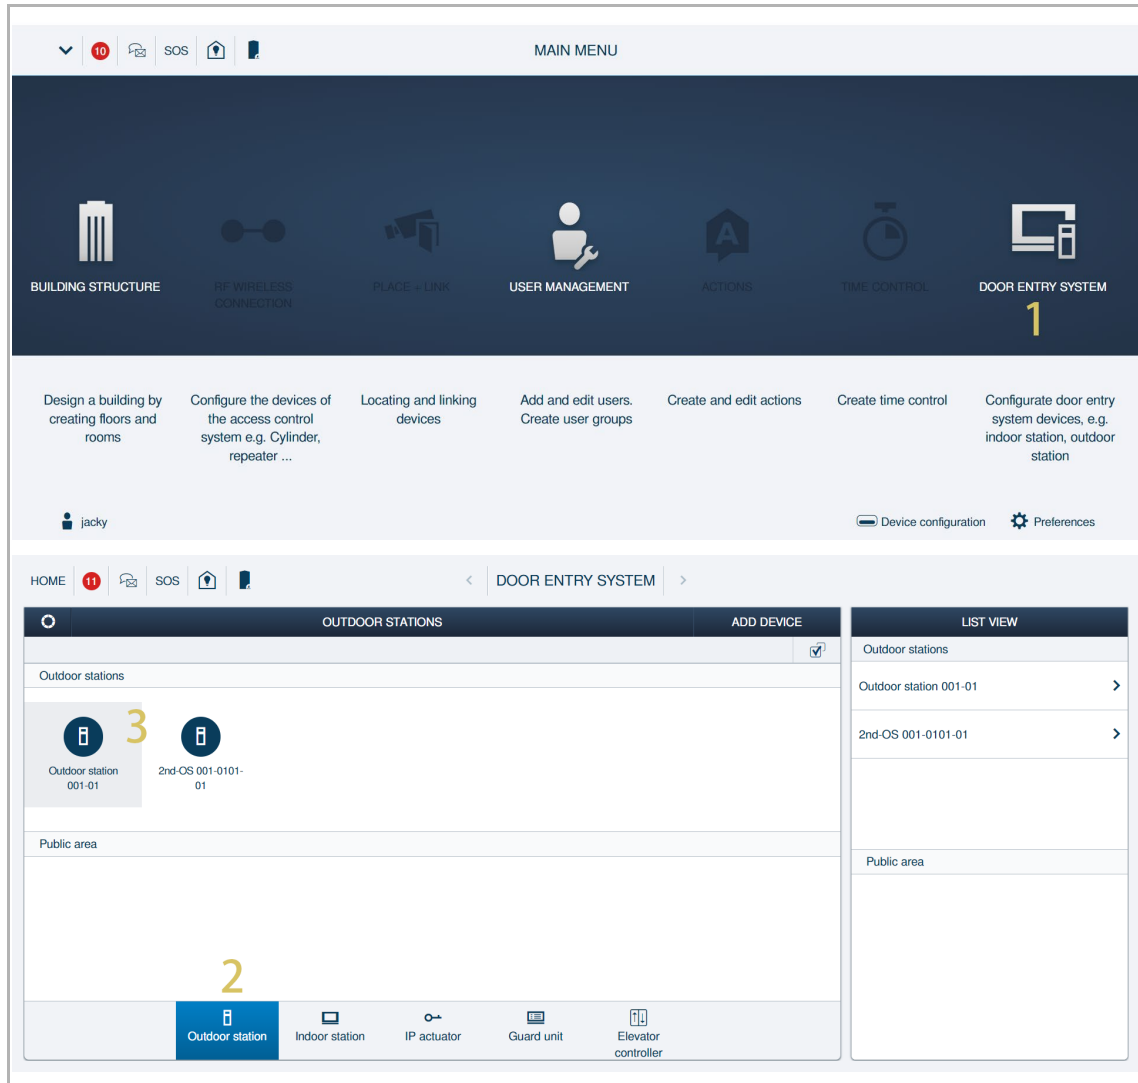 10
SOS
MAIN MENU
BUILDING STRUCTURE
RF WIRELESS
CONNECTION
PLACE + LINK
USER MANAGEMENT
ACTIONS
TIME CONTROL
DOOR ENTRY SYSTEM
1
Design a building by
creating floors and
rooms
Configure the devices of
the access control
system e.g. Cylinder,
repeater ...
Locating and linking
devices
Add and edit users.
Create user groups
Create and edit actions
Create time control
Configurate door entry
system devices, e.g.
indoor station, outdoor
station
jacky
Device configuration
Preferences
HOME
11
SOS
DOOR ENTRY SYSTEM
OUTDOOR STATIONS
ADD DEVICE
LIST VIEW
Outdoor stations
Outdoor stations
Outdoor station 001-01
2nd-OS 001-0101-01
3
Outdoor station
001-01
2nd-OS 001-0101-
01
Public area
Public area
2
Outdoor station
Indoor station
IP actuator
Guard unit
Elevator
controller